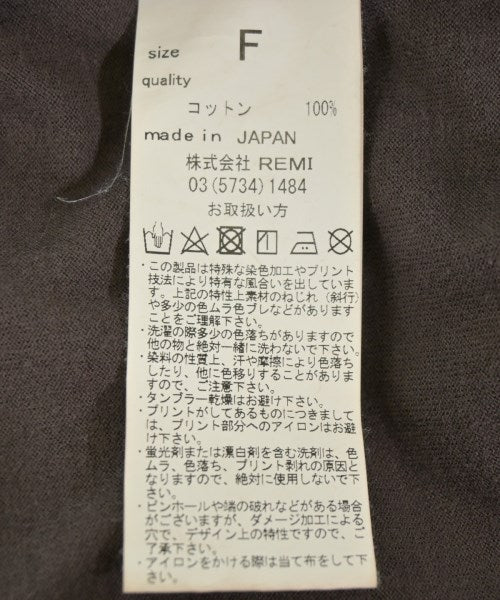 size F
quality
コットン 100%
made in JAPAN
株式会社 REMI
03(5734)1484
お取扱い方
・この製品は特殊な染色加工やプリント
技法により特有な風合いを出していま
す。上記の特性上素材のねじれ(斜行)
や多少の色ムラ色ブレなどがあります
ことをご理解下さい。
・洗濯の際多少の色落ちがありますので
他の物と絶対一緒に洗わないで下さい。
・染料の性質上、汗や摩擦により色落ち
したり、他に色移りすることがありま
すので、ご注意下さい。
・タンブラー乾燥はお避け下さい。
・プリントがしてあるものにつきまして
は、プリント部分へのアイロンはお避
け下さい。
・蛍光剤または漂白剤を含む洗剤は、色
ムラ、色落ち、プリント剥れの原因と
なりますので、絶対に使用しないで下
さい。
・ピンホールや端の破れなどがある場合
がございますが、ダメージ加工による
穴で、デザイン上の特性ですので、ご
了承下さい。
・アイロンをかける際は当て布をして下
さい。